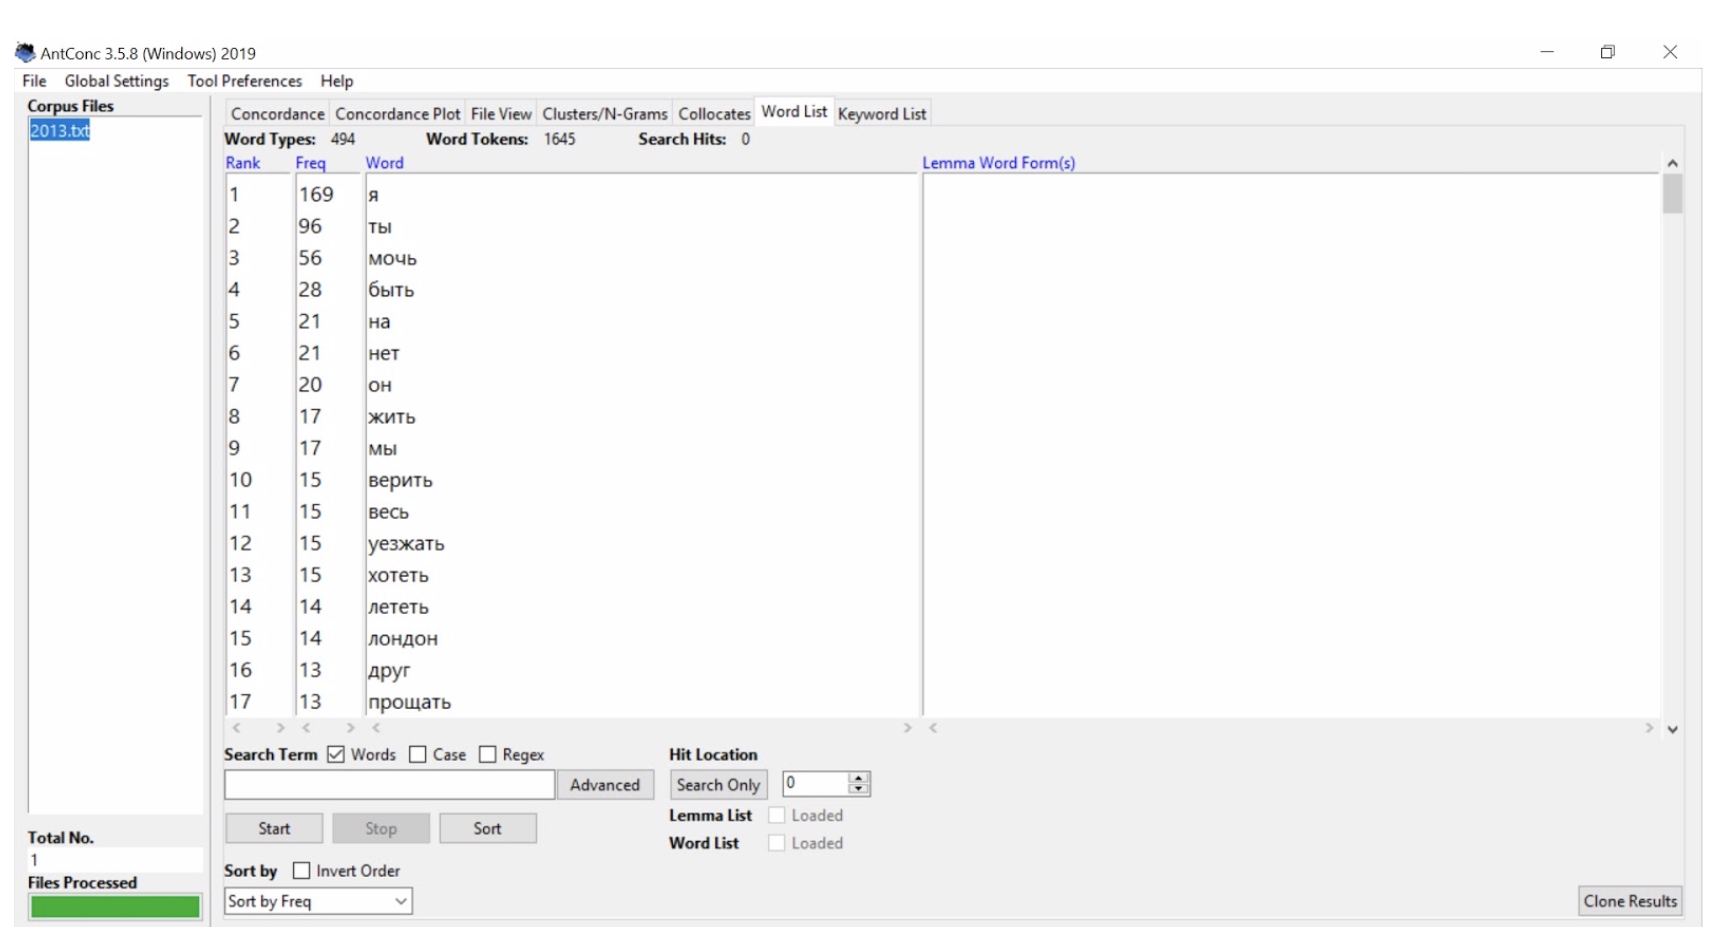 AntConc 3.5.8 (Windows) 2019
File Global Settings Tool Preferences Help
Corpus Files
2013.txt
Concordance Concordance Plot File View Clusters/N-Grams Collocates Word List Keyword List
Word Types: 494 Word Tokens: 1645 Search Hits: 0
Rank Freq Word Lemma Word Form(s)
1 169 я
2 96 ты
3 56 мочь
4 28 быть
5 21 на
6 21 нет
7 20 он
8 17 жить
9 17 мы
10 15 верить
11 15 весь
12 15 уезжать
13 15 хотеть
14 14 лететь
15 14 лондон
16 13 друг
17 13 прощать
Search Term Words Case Regex Hit Location
Advanced Search Only 0
Lemma List Loaded
Start Stop Sort
Word List Loaded
Total No.
1
Files Processed
Sort by Invert Order
Sort by Freq
Clone Results